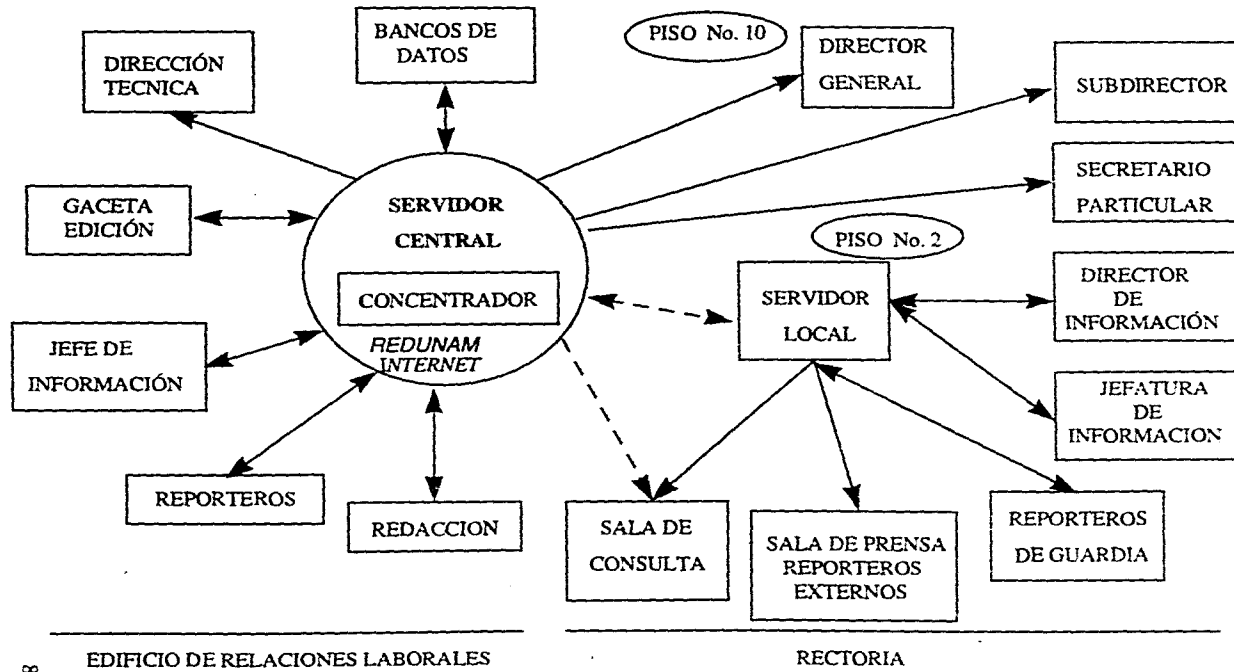 BANCOS DE
DATOS
PISO No. 10
DIRECTOR
GENERAL
DIRECCIÓN
TECNICA
SUBDIRECTOR
SECRETARIO
PARTICULAR
GACETA
EDICIÓN
SERVIDOR
CENTRAL
PISO No. 2
CONCENTRADOR
SERVIDOR
LOCAL
DIRECTOR
DE
INFORMACIÓN
REDUNAM
INTERNET
JEFE DE
INFORMACIÓN
JEFATURA
DE
INFORMACION
REPORTEROS
REDACCION
SALA DE
CONSULTA
SALA DE PRENSA
REPORTEROS
EXTERNOS
REPORTEROS
DE GUARDIA
EDIFICIO DE RELACIONES LABORALES
RECTORIA
8